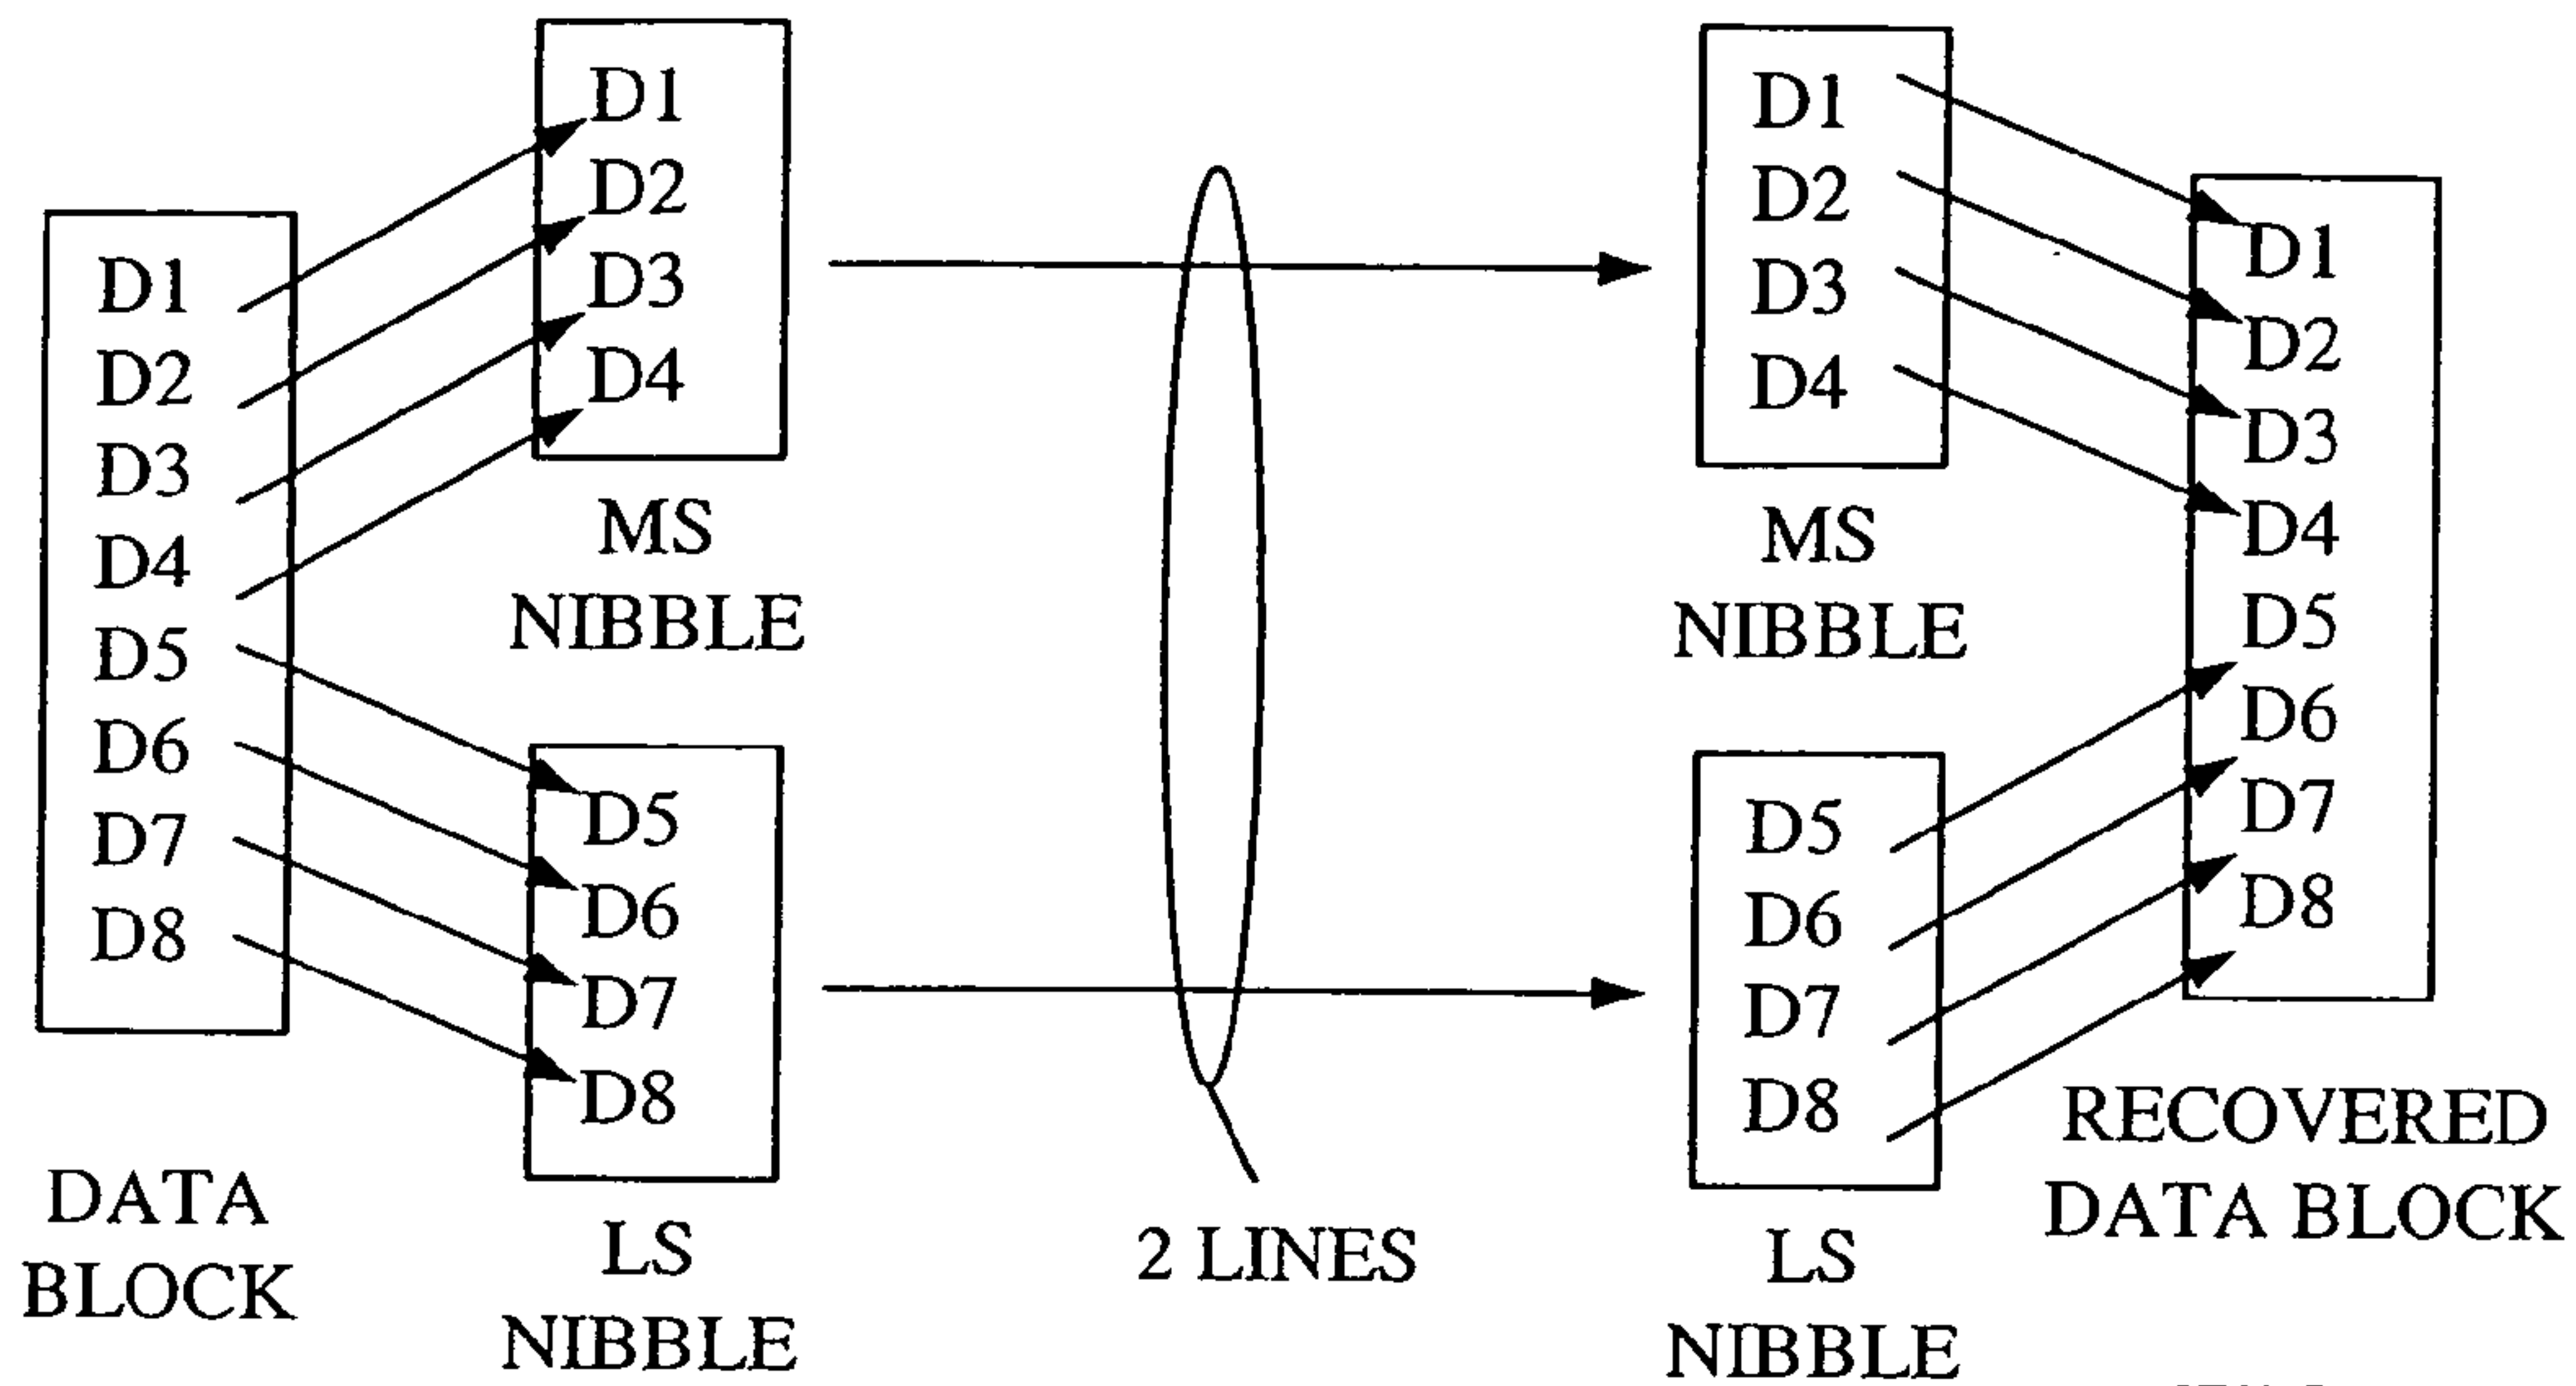 D1
D2
D3
D4
D5
D6
D7
D8
DATA
BLOCK
D1
D2
D3
D4
MS
NIBBLE
D5
D6
D7
D8
LS
NIBBLE
2 LINES
D1
D2
D3
D4
MS
NIBBLE
D5
D6
D7
D8
LS
NIBBLE
D1
D2
D3
D4
D5
D6
D7
D8
RECOVERED
DATA BLOCK